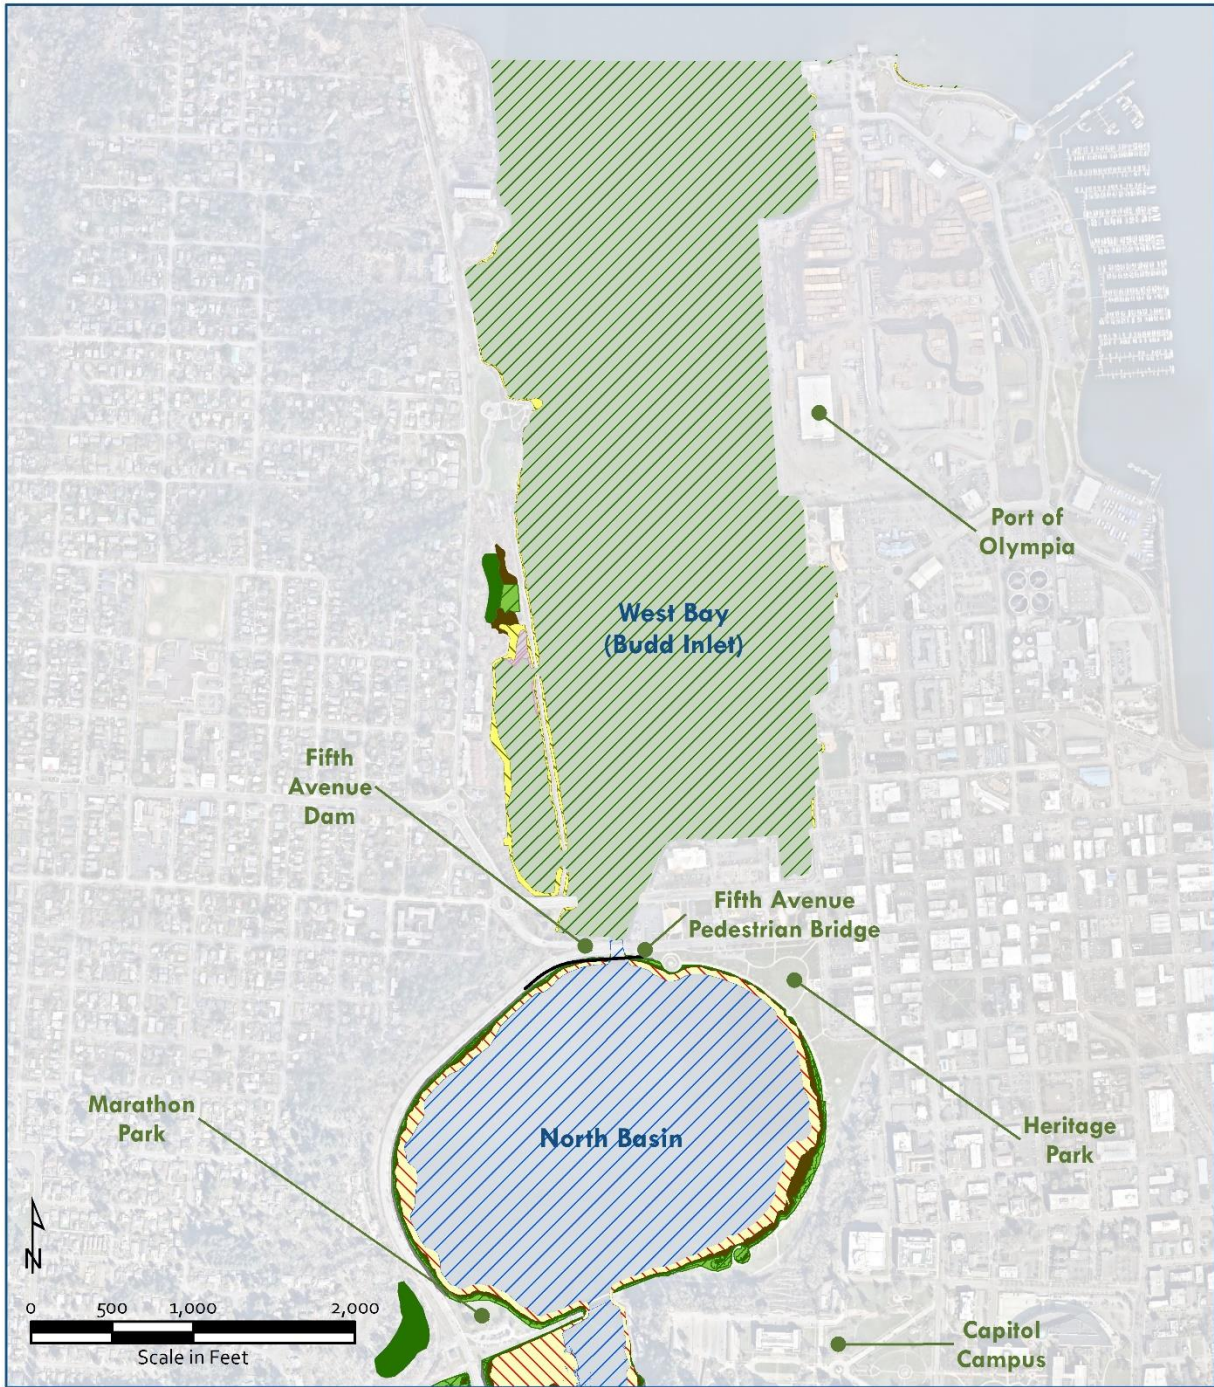 Port of
Olympia
West Bay
(Budd Inlet)
Fifth
Avenue
Dam
Fifth Avenue
Pedestrian Bridge
North Basin
Marathon
Park
Heritage
Park
N
0 500 1,000 2,000
Scale in Feet
Capitol
Campus